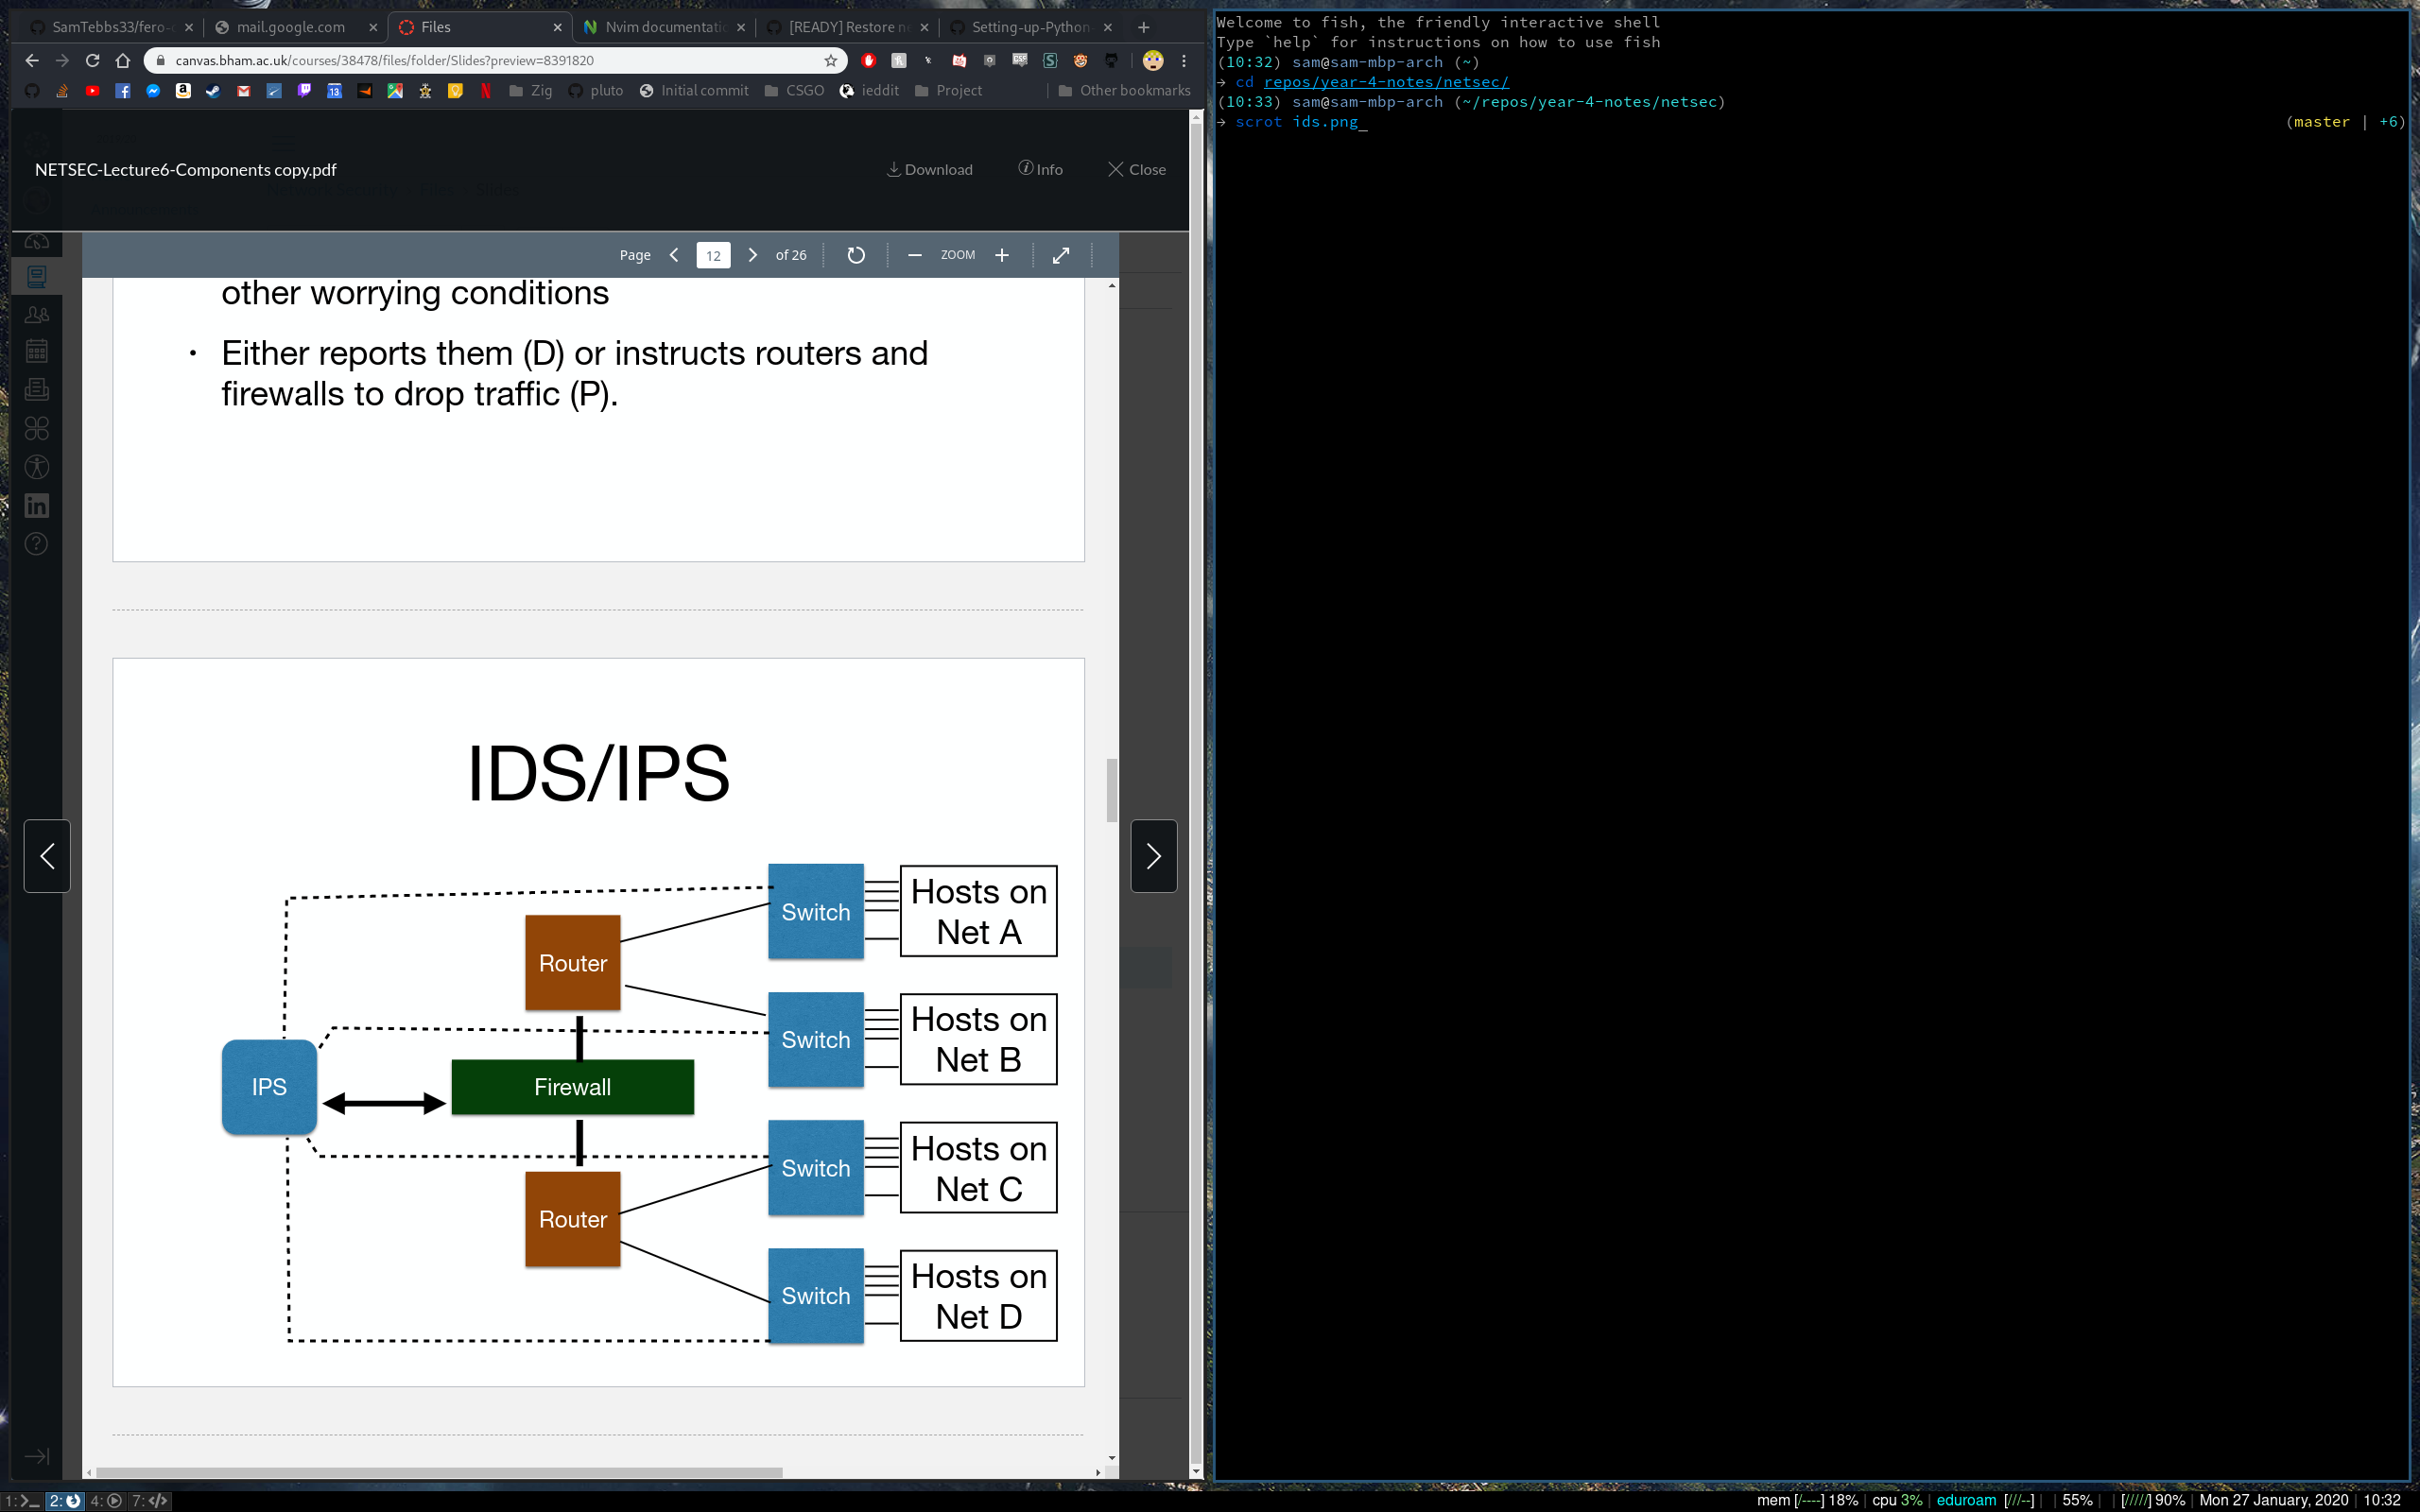 SamTebbs33/fero-
mail.google.com
Files
Nvim documentatio
[READY] Restore ne
Setting-up-Python-
canvas.bham.ac.uk/courses/38478/files/folder/Slides?preview=8391820
Zig
pluto
Initial commit
CSGO
ieddit
Project
Other bookmarks
NETSEC-Lecture6-Components copy.pdf
Download
Info
Close
Page 12 of 26
ZOOM
other worrying conditions
• Either reports them (D) or instructs routers and
firewalls to drop traffic (P).
IDS/IPS
Switch
Hosts on
Net A
Router
Switch
Hosts on
Net B
IPS
Firewall
Switch
Hosts on
Net C
Router
Switch
Hosts on
Net D
Welcome to fish, the friendly interactive shell
Type `help` for instructions on how to use fish
(10:32) sam@sam-mbp-arch (~)
→ cd repos/year-4-notes/netsec/
(10:33) sam@sam-mbp-arch (~/repos/year-4-notes/netsec)
→ scrot ids.png_ (master | +6)
1: 2: 4: 7:
mem [/----] 18% | cpu 3% | eduroam [///--] | | 55% | | [/////] 90% | Mon 27 January, 2020 | 10:32